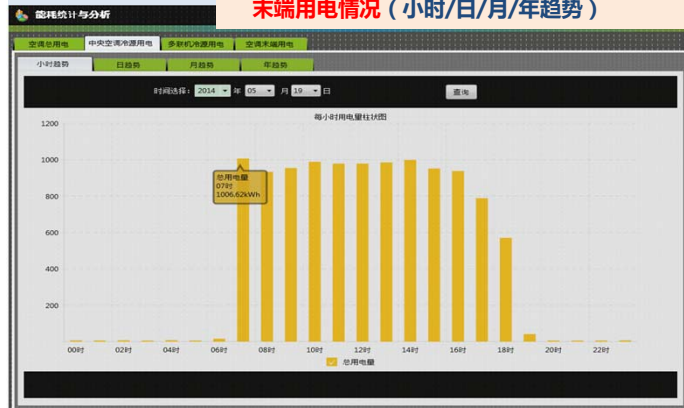 末端用电情况（小时/日/月/年趋势）
能耗统计与分析
空调总用电 中央空调冷源用电 多联机冷源用电 空调末端用电
小时趋势 日趋势 月趋势 年趋势
时间选择： 2014 年 05 月 19 日 查询
每小时用电量柱状图
1200
1000
总用电量
07时
1006.62kWh
800
600
400
200
00时 02时 04时 06时 08时 10时 12时 14时 16时 18时 20时 22时
总用电量